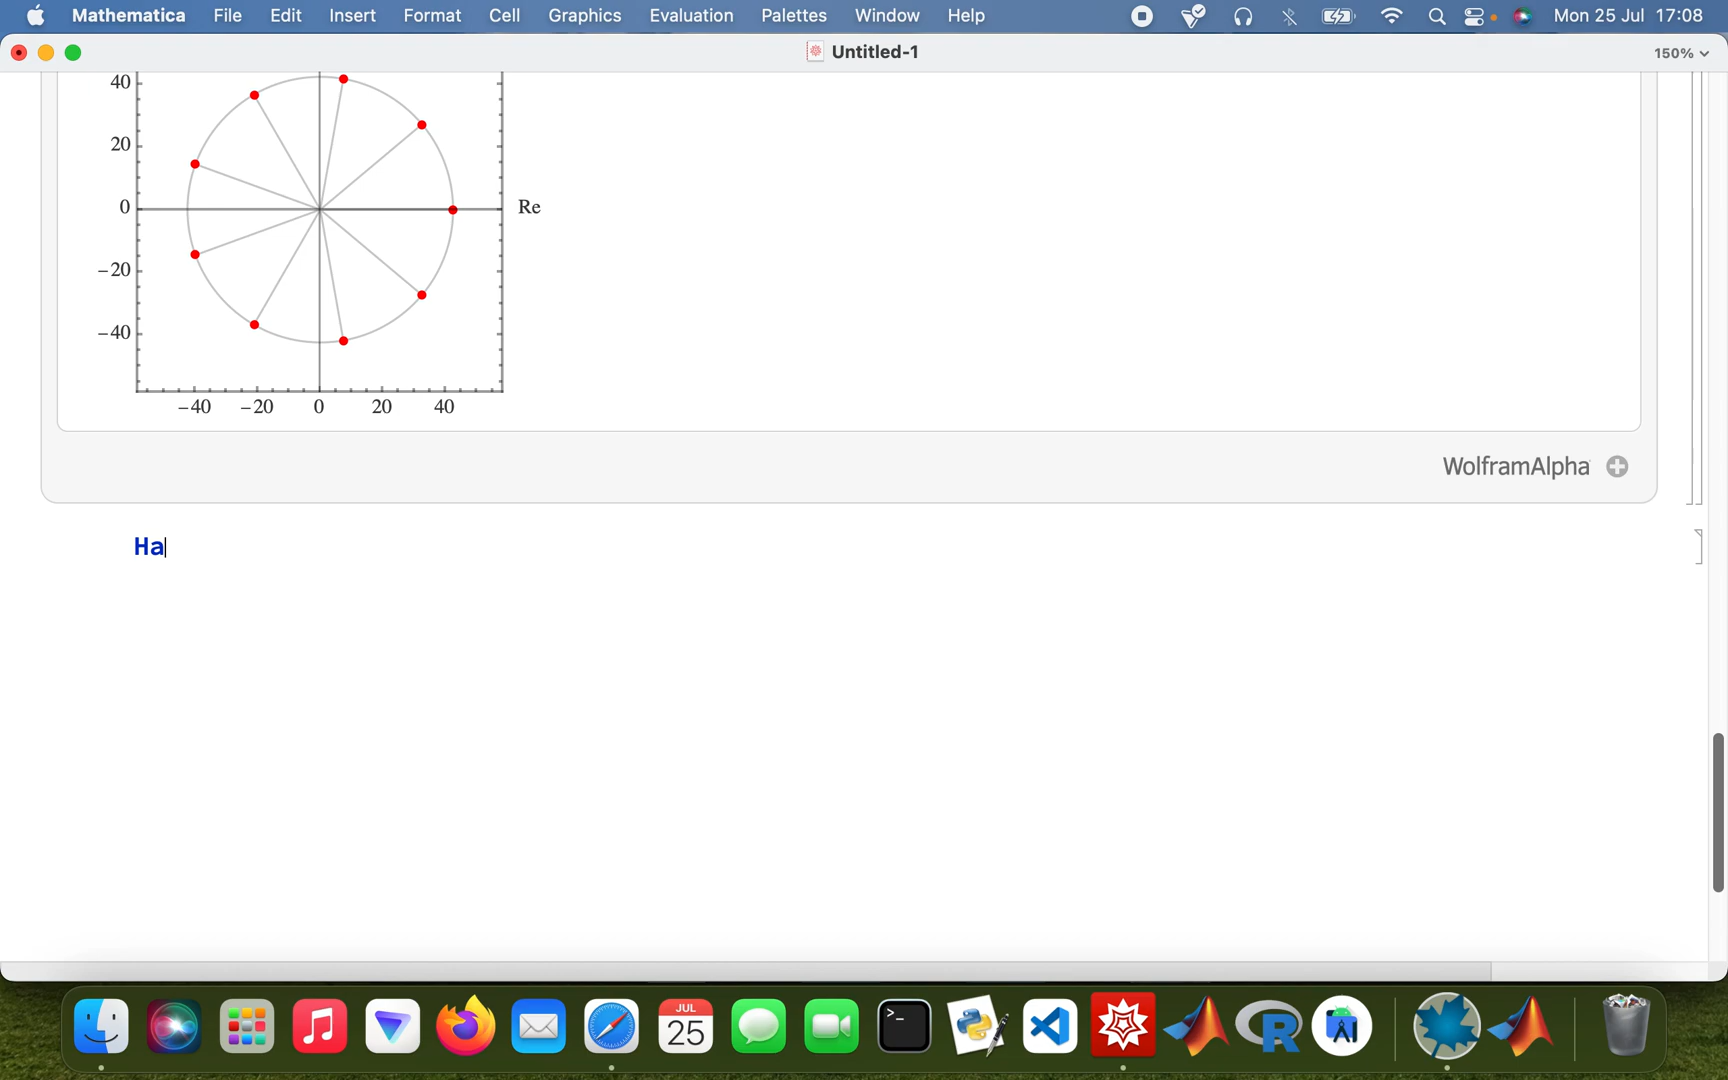 Mathematica File Edit Insert Format Cell Graphics Evaluation Palettes Window Help Mon 25 Jul 17:08
Untitled-1 150%
40
20
0
Re
-20
-40
-40 -20 0 20 40
WolframAlpha
Ha
JUL
25
>-
R